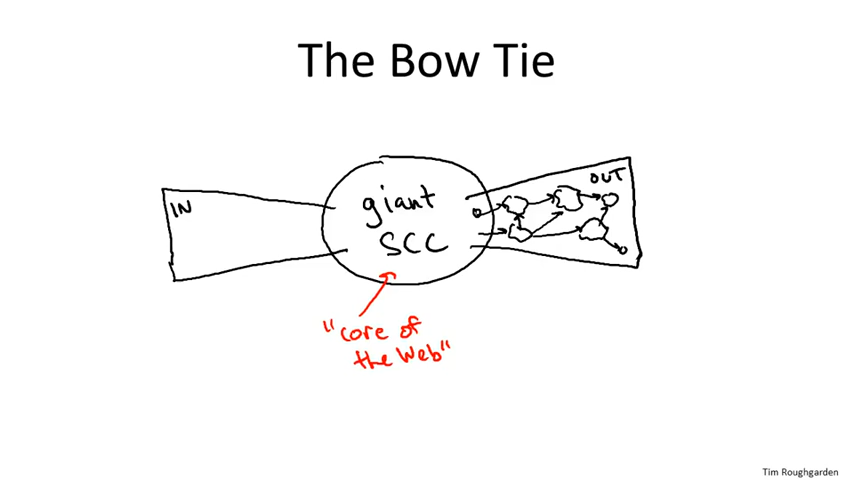 The Bow Tie
IN
giant
SCC
OUT
"core of
the Web"
Tim Roughgarden